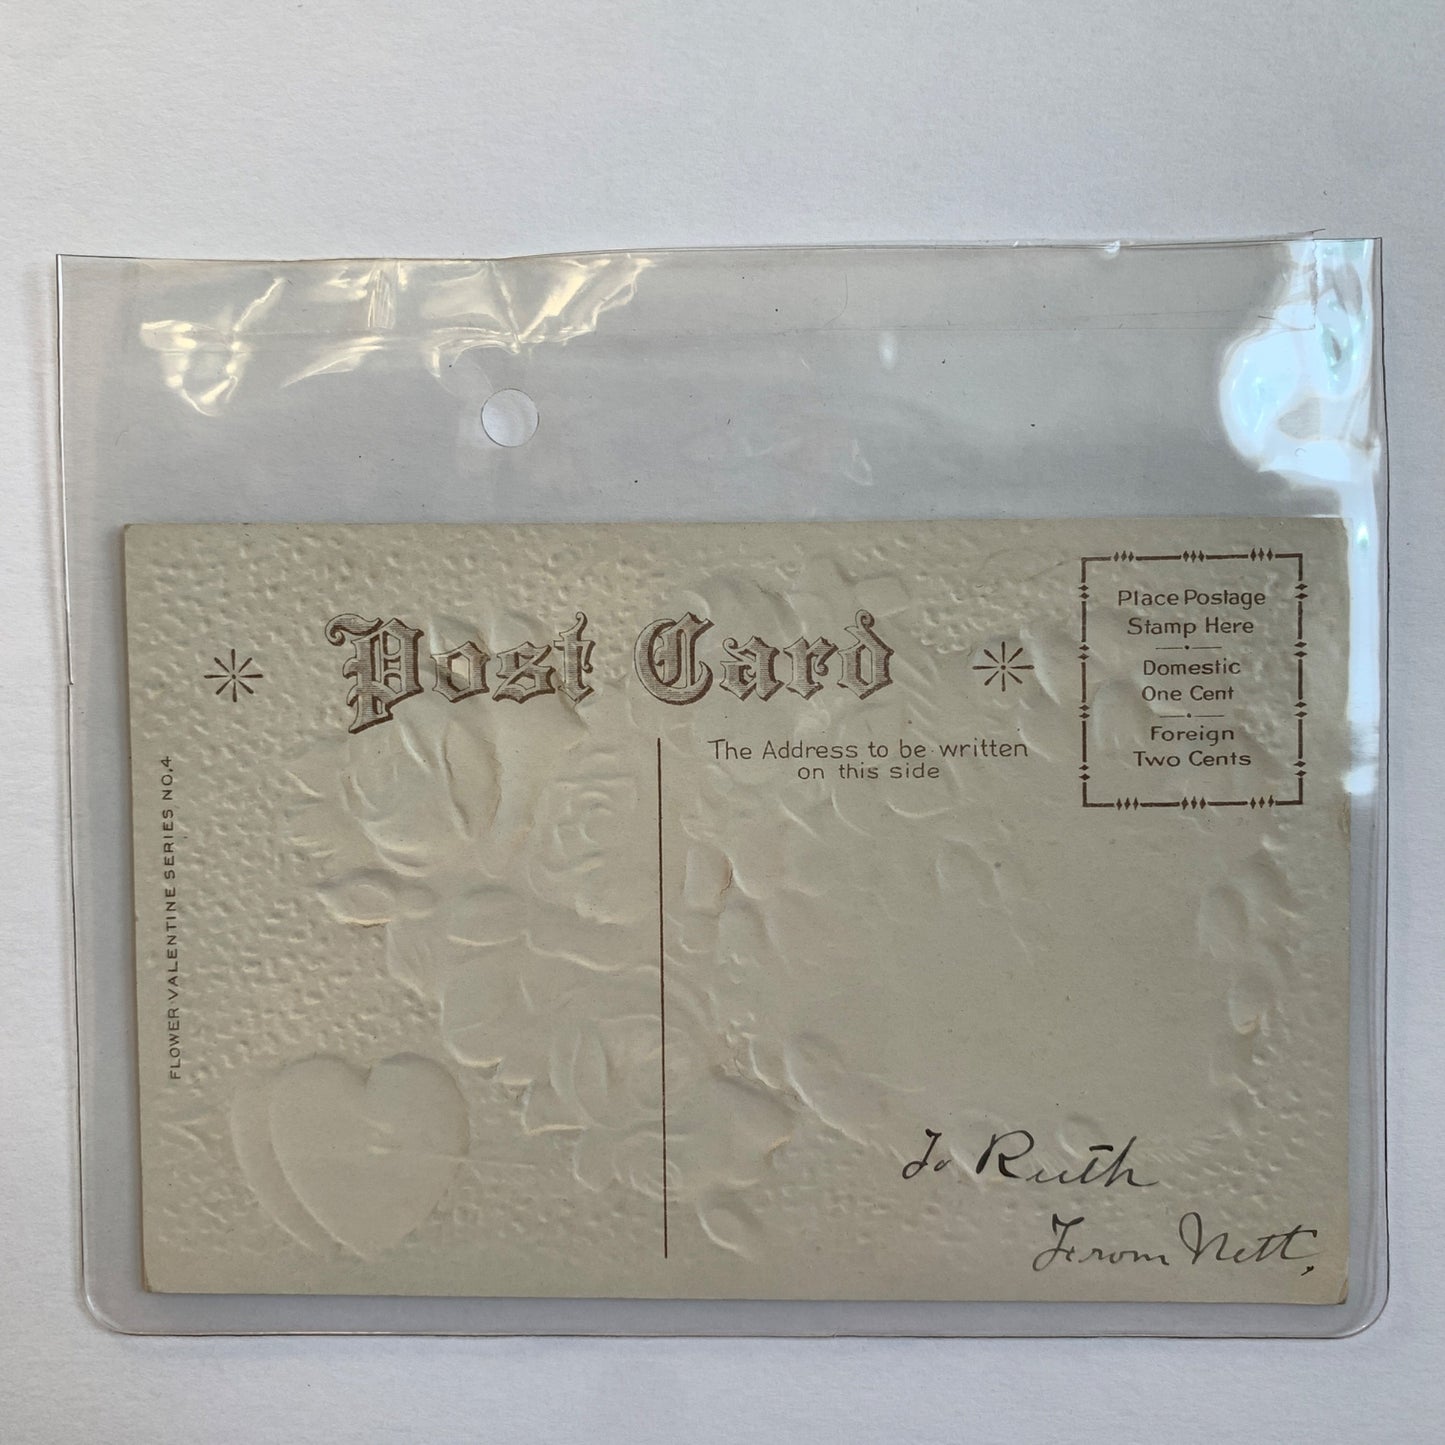 Post Card
Place Postage
Stamp Here
Domestic
One Cent
Foreign
Two Cents
The Address to be written
on this side
FLOWER VALENTINE SERIES NO.4
To Ruth
From Nett,